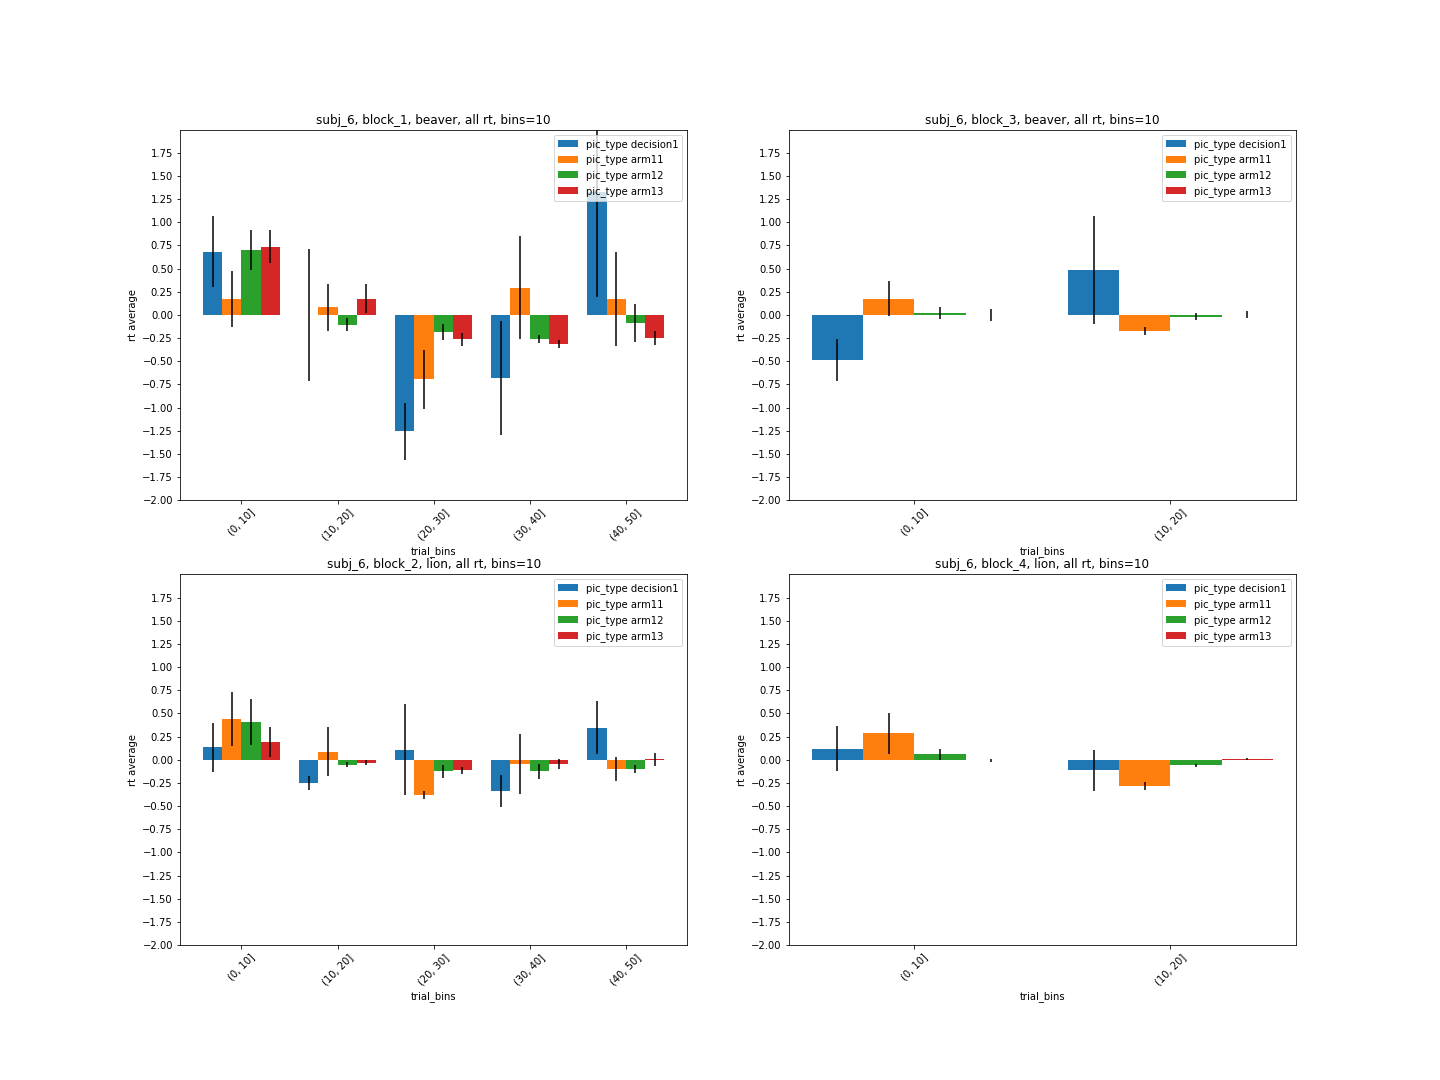 subj_6, block_1, beaver, all rt, bins=10
pic_type decision1
pic_type arm11
pic_type arm12
pic_type arm13
1.75
1.50
1.25
1.00
0.75
0.50
0.25
0.00
−0.25
−0.50
−0.75
−1.00
−1.25
−1.50
−1.75
−2.00
rt average
(0, 10]
(10, 20]
(20, 30]
(30, 40]
(40, 50]
trial_bins
subj_6, block_3, beaver, all rt, bins=10
pic_type decision1
pic_type arm11
pic_type arm12
pic_type arm13
1.75
1.50
1.25
1.00
0.75
0.50
0.25
0.00
−0.25
−0.50
−0.75
−1.00
−1.25
−1.50
−1.75
−2.00
rt average
(0, 10]
(10, 20]
trial_bins
subj_6, block_2, lion, all rt, bins=10
pic_type decision1
pic_type arm11
pic_type arm12
pic_type arm13
1.75
1.50
1.25
1.00
0.75
0.50
0.25
0.00
−0.25
−0.50
−0.75
−1.00
−1.25
−1.50
−1.75
−2.00
rt average
(0, 10]
(10, 20]
(20, 30]
(30, 40]
(40, 50]
trial_bins
subj_6, block_4, lion, all rt, bins=10
pic_type decision1
pic_type arm11
pic_type arm12
pic_type arm13
1.75
1.50
1.25
1.00
0.75
0.50
0.25
0.00
−0.25
−0.50
−0.75
−1.00
−1.25
−1.50
−1.75
−2.00
rt average
(0, 10]
(10, 20]
trial_bins